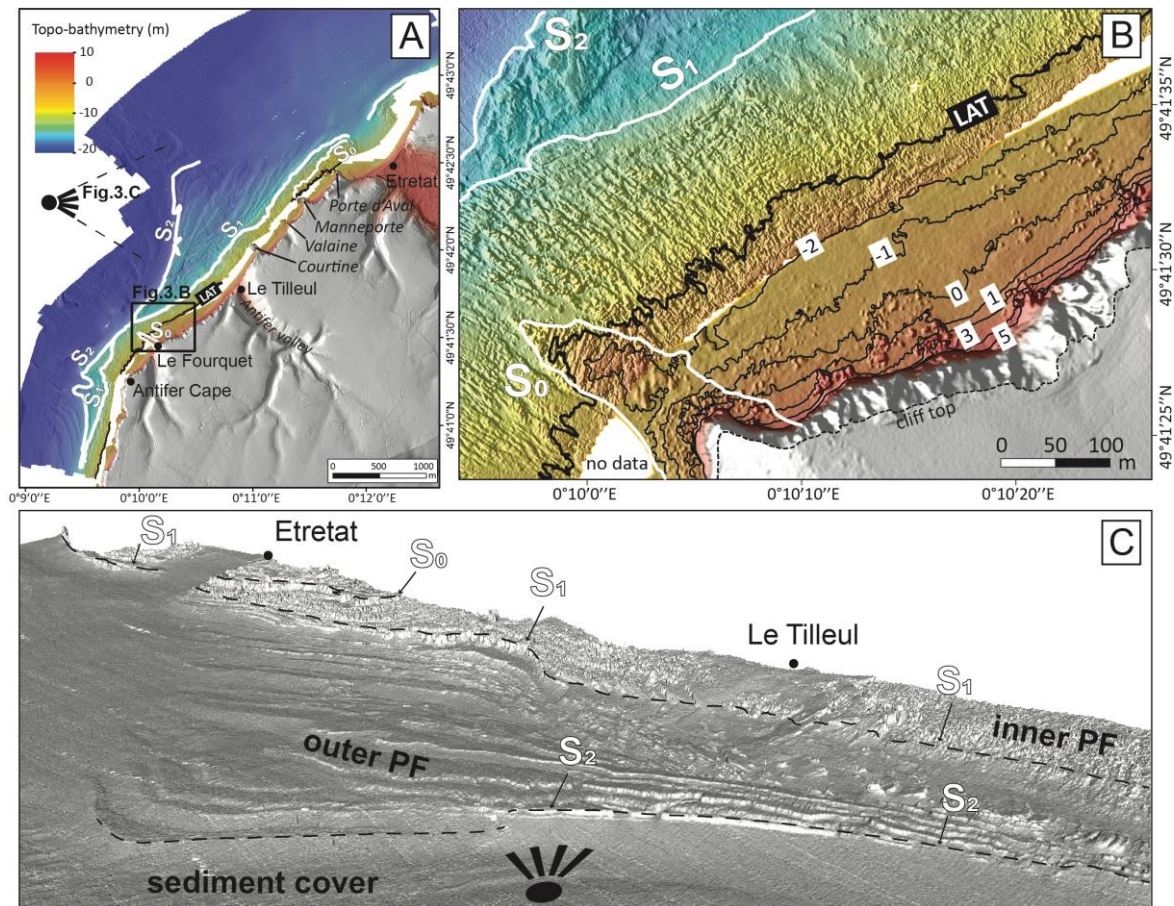 Topo-bathymetry (m)
10
0
-10
-20
A
Fig.3.C
S2
S1
S0
Etretat
Porte d'Aval
Manneporte
Valaine
Courtine
LAT
Le Tilleul
Antifer valley
Fig.3.B
S0
S2
S1
Le Fourquet
Antifer Cape
49°43'0''N
49°42'30''N
49°42'0''N
49°41'30''N
49°41'0''N
0 500 1000
m
0°9'0''E 0°10'0''E 0°11'0''E 0°12'0''E
B
S2
S1
LAT
-2
-1
0
1
3
5
S0
cliff top
no data
0 50 100
m
49°41'35''N
49°41'30''N
49°41'25''N
0°10'0''E 0°10'10''E 0°10'20''E
C
S1
Etretat
S0
S1
Le Tilleul
S1
inner PF
outer PF
S2
S2
sediment cover